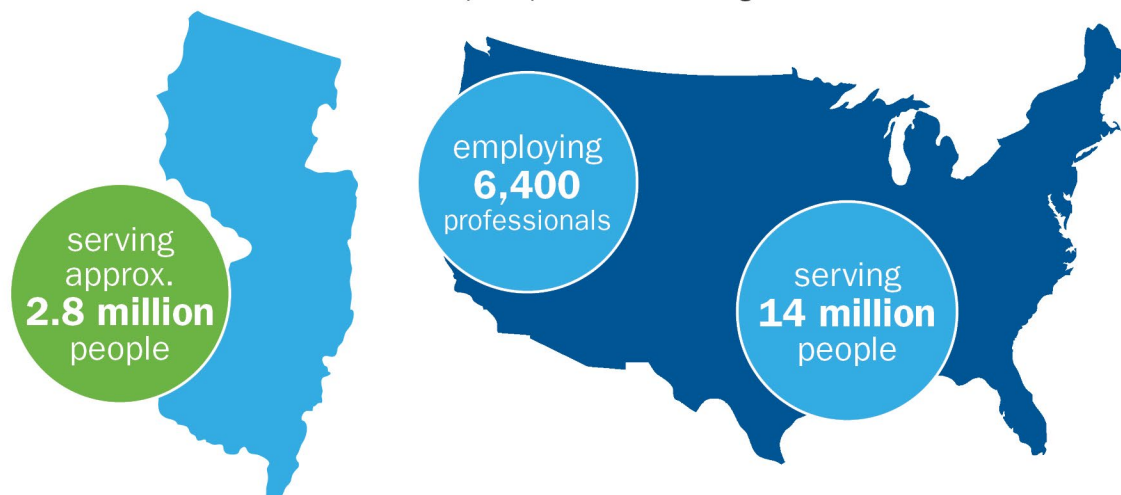 serving
approx.
2.8 million
people
employing
6,400
professionals
serving
14 million
people